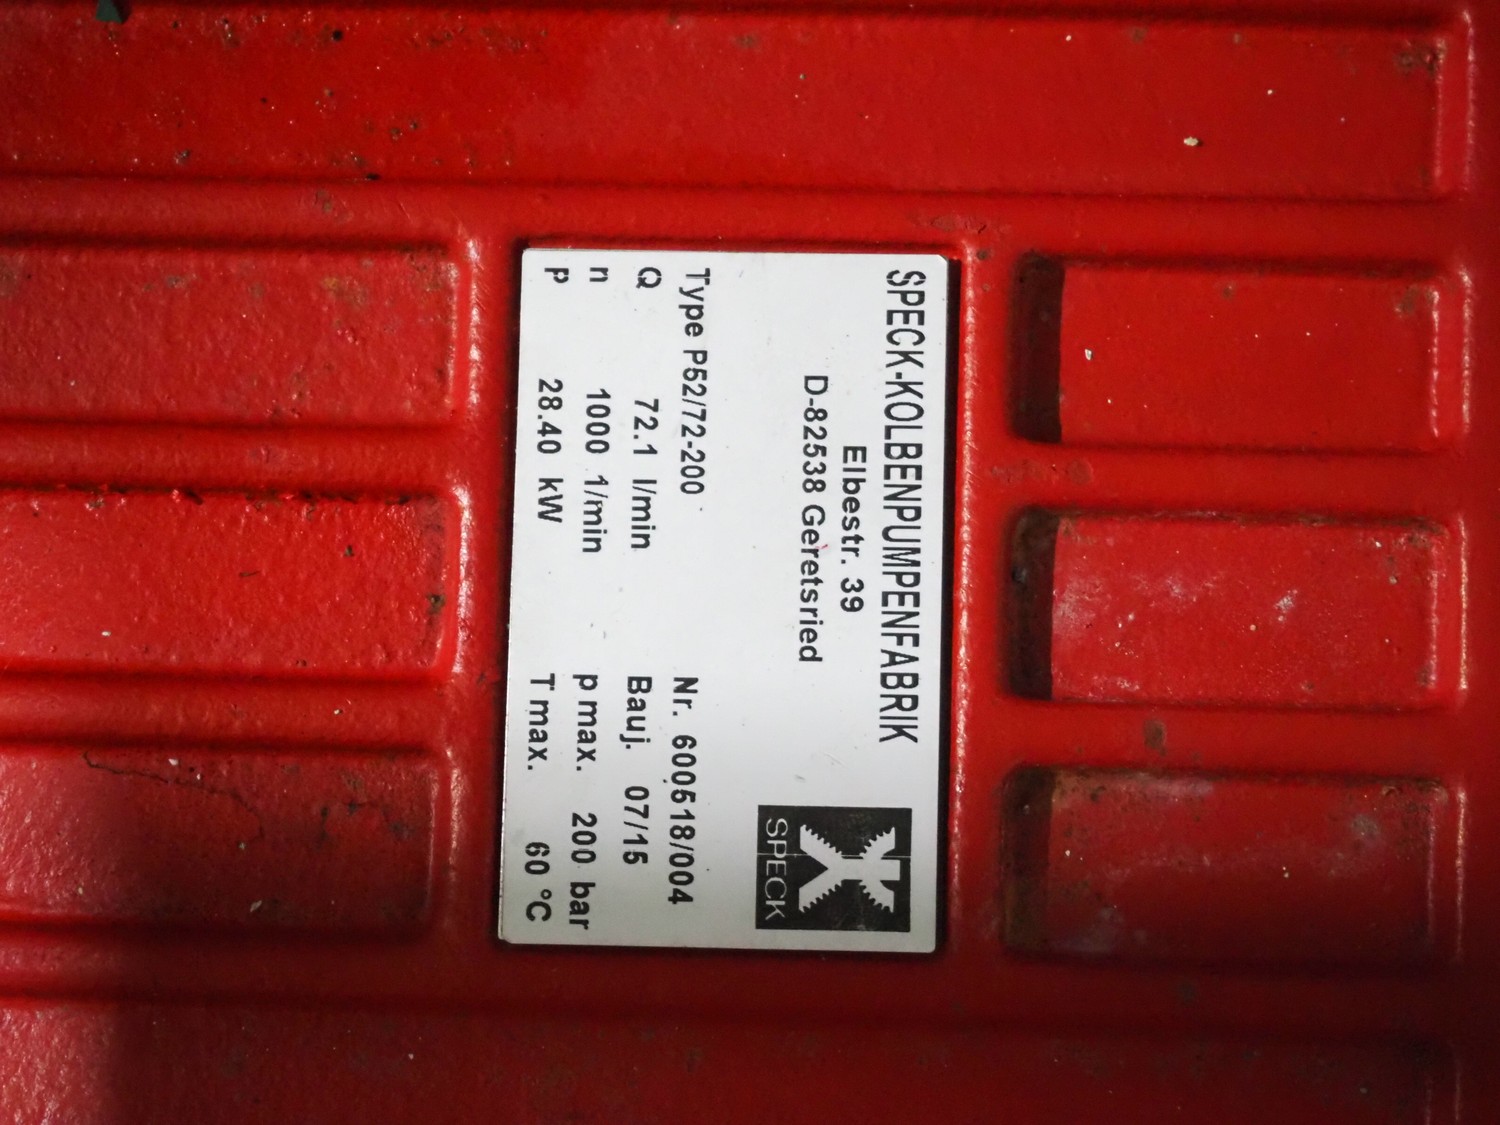 SPECK-KOLBENPUMPENFABRIK
Elbestr. 39
D-82538 Geretsried
SPECK
Type P52/72-200 Nr. 600518/004
Q 72.1 l/min Bauj. 07/15
n 1000 1/min p max. 200 bar
P 28.40 kW T max. 60 °C